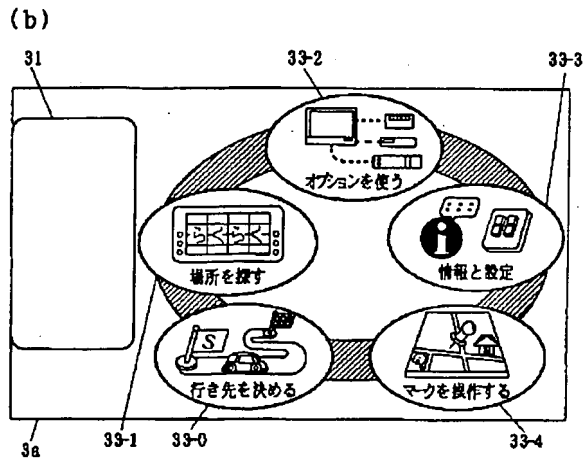 (b)
31
33-2
33-3
オプションを使う
らくらく
場所を探す
情報と設定
S
行き先を決める
マークを操作する
3a
33-1
33-0
33-4